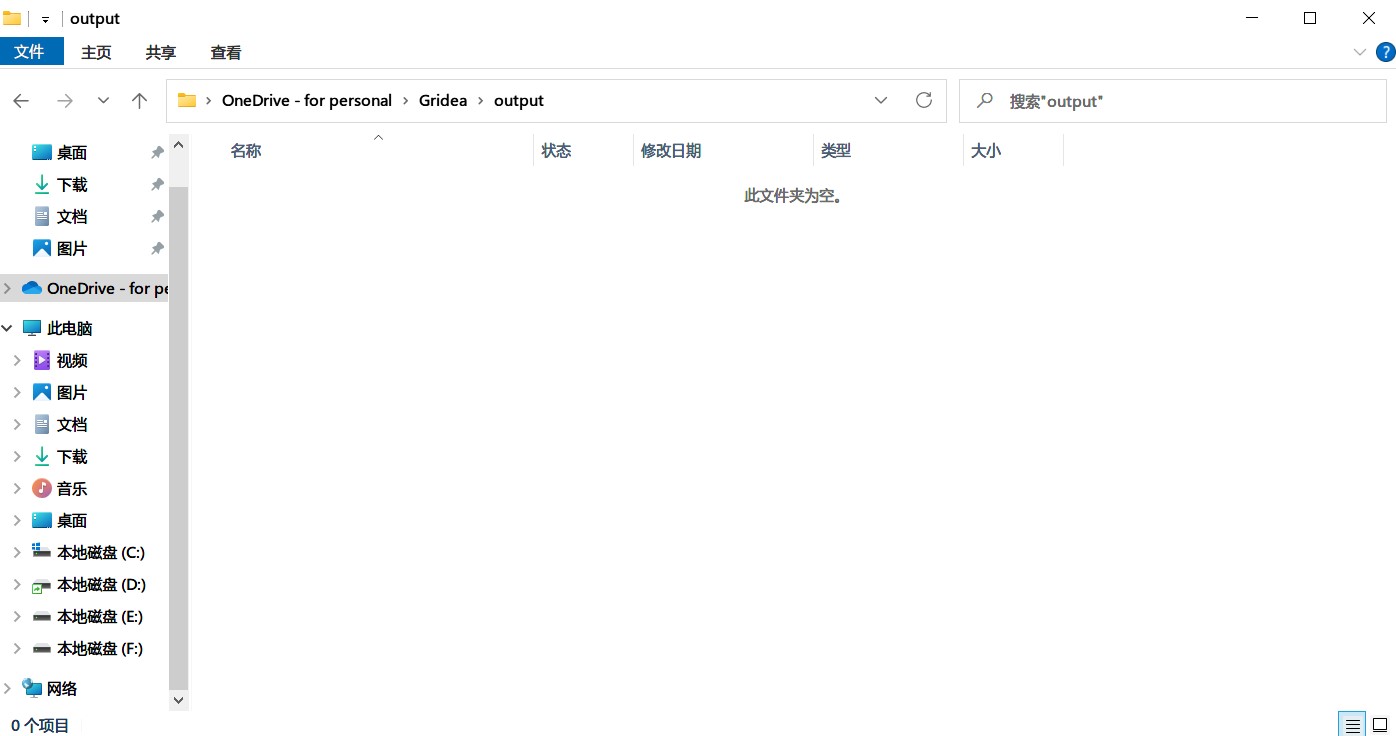 output
文件 主页 共享 查看
OneDrive - for personal Gridea output 搜索"output"
名称 状态 修改日期 类型 大小
此文件夹为空。
桌面
下载
文档
图片
OneDrive - for pe
此电脑
视频
图片
文档
下载
音乐
桌面
本地磁盘 (C:)
本地磁盘 (D:)
本地磁盘 (E:)
本地磁盘 (F:)
网络
0 个项目